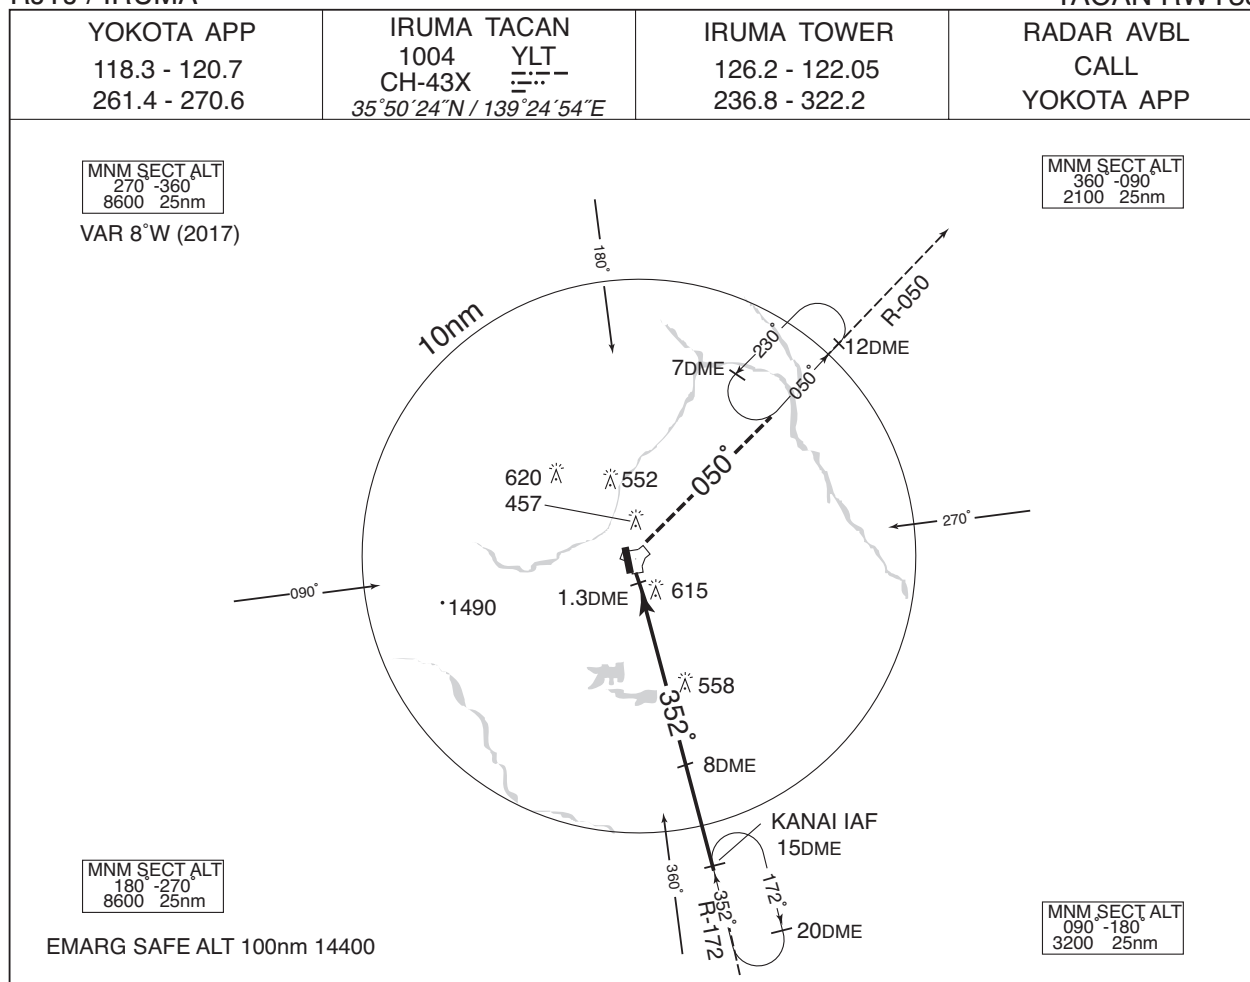 YOKOTA APP
118.3 - 120.7
261.4 - 270.6
IRUMA TACAN
1004 YLT
CH-43X
35°50´24˝N / 139°24´54˝E
IRUMA TOWER
126.2 - 122.05
236.8 - 322.2
RADAR AVBL
CALL
YOKOTA APP
MNM SECT ALT
270°-360°
8600 25nm
VAR 8°W (2017)
MNM SECT ALT
360°-090°
2100 25nm
180°
10nm
R-050
230°
12DME
7DME
050°
050°
620
552
457
270°
090°
1.3DME
615
1490
558
352°
8DME
KANAI IAF
15DME
360°
352°
172°
R-172
20DME
MNM SECT ALT
180°-270°
8600 25nm
EMARG SAFE ALT 100nm 14400
MNM SECT ALT
090°-180°
3200 25nm